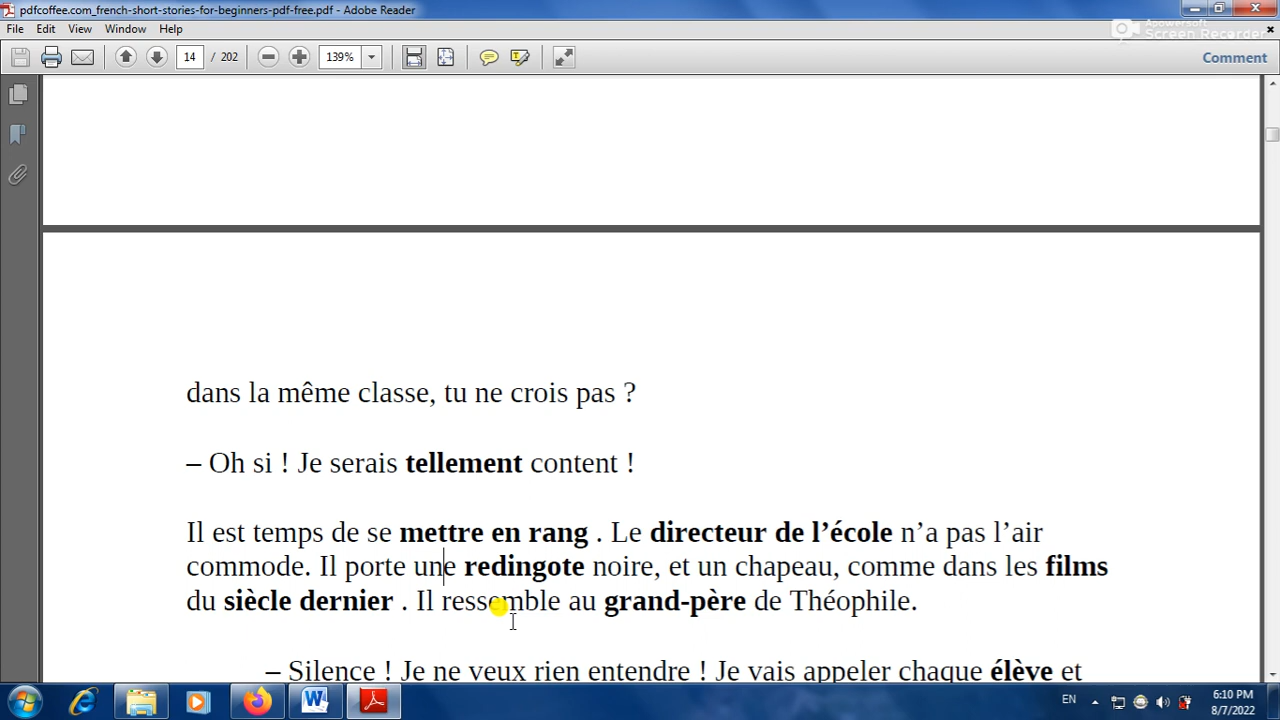 pdfcoffee.com_french-short-stories-for-beginners-pdf-free.pdf - Adobe Reader
File Edit View Window Help
Apowersoft
Screen Recorder
14 / 202 139% Comment
dans la même classe, tu ne crois pas ?
– Oh si ! Je serais tellement content !
Il est temps de se mettre en rang . Le directeur de l’école n’a pas l’air
commode. Il porte une redingote noire, et un chapeau, comme dans les films
du siècle dernier . Il ressemble au grand-père de Théophile.
– Silence ! Je ne veux rien entendre ! Je vais appeler chaque élève et
EN 6:10 PM
8/7/2022